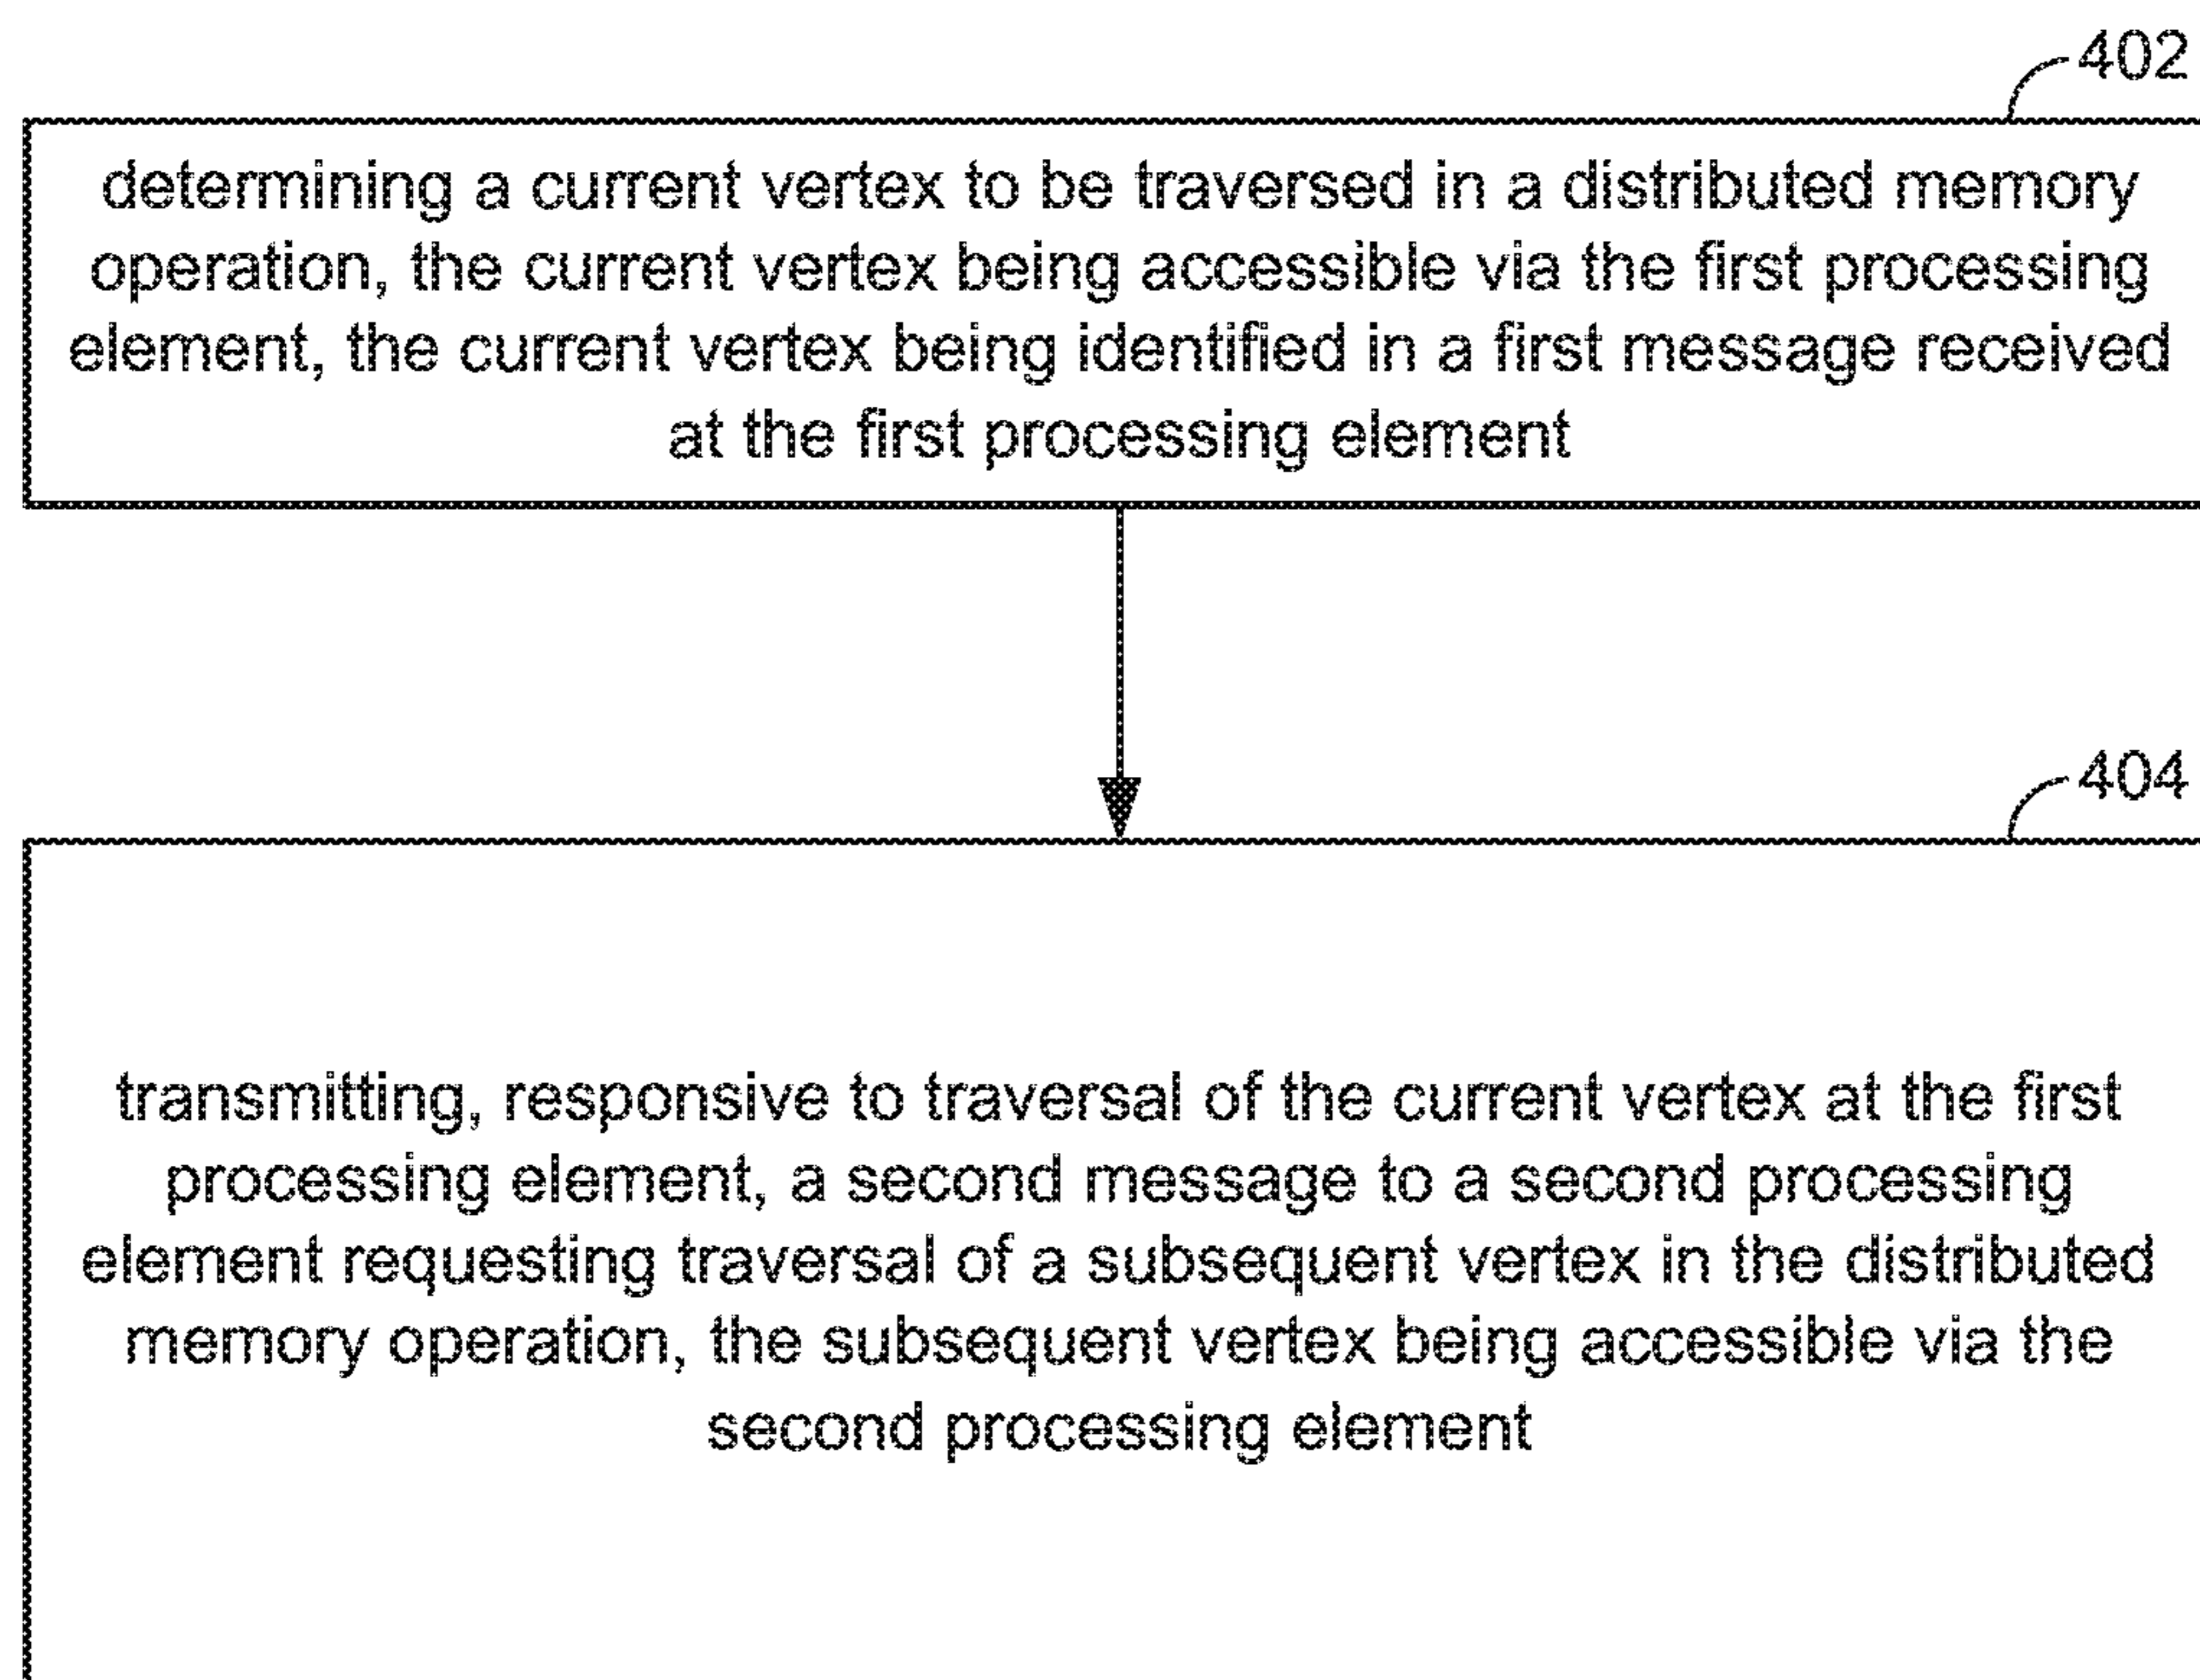 402
determining a current vertex to be traversed in a distributed memory
operation, the current vertex being accessible via the first processing
element, the current vertex being identified in a first message received
at the first processing element
404
transmitting, responsive to traversal of the current vertex at the first
processing element, a second message to a second processing
element requesting traversal of a subsequent vertex in the distributed
memory operation, the subsequent vertex being accessible via the
second processing element